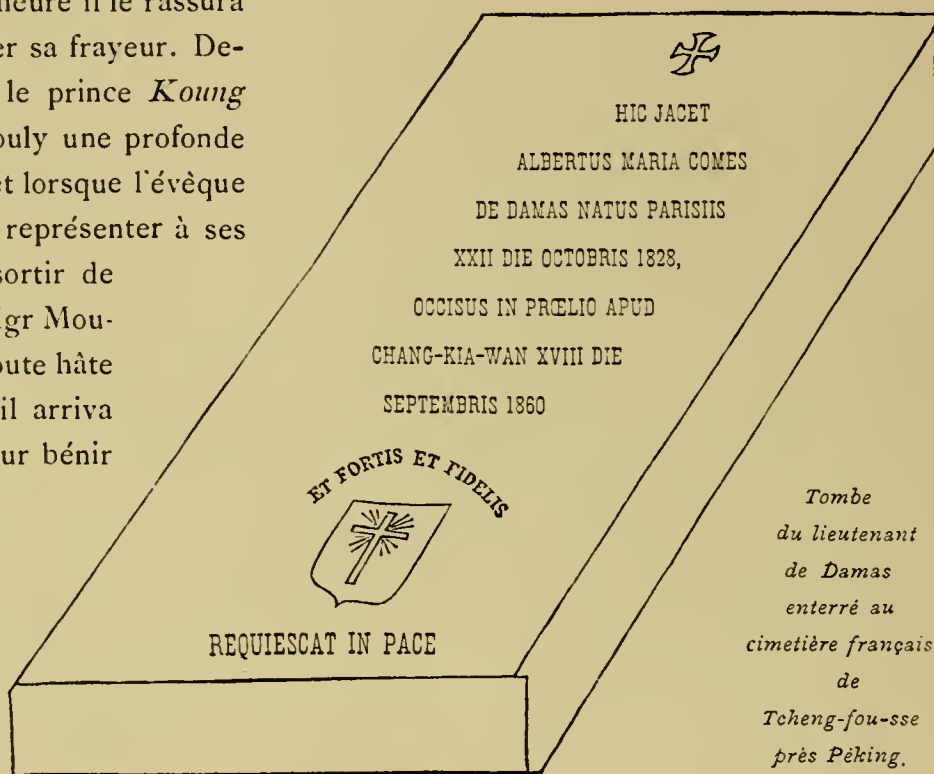 heure il le rassura
er sa frayeur. De-
le prince Koung
ouly une profonde
et lorsque l'évèque
représenter à ses
sortir de
gr Mou-
oute hâte
il arriva
ur bénir
HIC JACET
ALBERTUS MARIA COMES
DE DAMAS NATUS PARISIIS
XXII DIE OCTOBRIS 1828,
OCCISUS IN PRŒLIO APUD
CHANG-KIA-WAN XVIII DIE
SEPTEMBRIS 1860
ET FORTIS ET FIDELIS
REQUIESCAT IN PACE
Tombe
du lieutenant
de Damas
enterré au
cimetière français
de
Tcheng-fou-sse
près Péking.